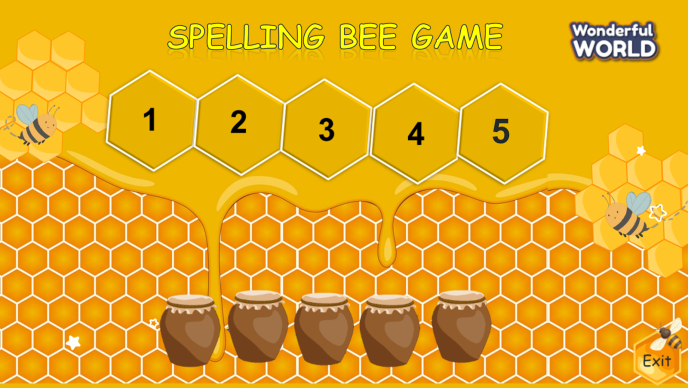 SPELLING BEE GAME
Wonderful
WORLD
1 2 3 4 5
Exit